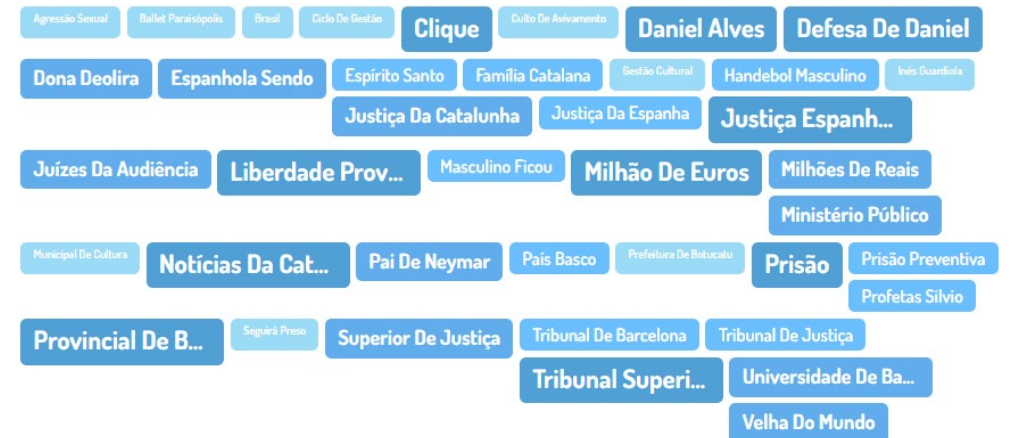 Agressão Sexual Ballet Paraisópolis Brasil Ciclo De Gestão Clique Culto De Avivamento Daniel Alves Defesa De Daniel
Dona Deolira Espanhola Sendo Espírito Santo Família Catalana Gestão Cultural Handebol Masculino Inés Guardiola
Justiça Da Catalunha Justiça Da Espanha Justiça Espanh...
Juízes Da Audiência Liberdade Prov... Masculino Ficou Milhão De Euros Milhões De Reais
Ministério Público
Municipal De Cultura Notícias Da Cat... Pai De Neymar País Basco Prefeitura De Botucatu Prisão Prisão Preventiva
Profetas Silvio
Provincial De B... Seguirá Preso Superior De Justiça Tribunal De Barcelona Tribunal De Justiça
Tribunal Superi... Universidade De Ba...
Velha Do Mundo